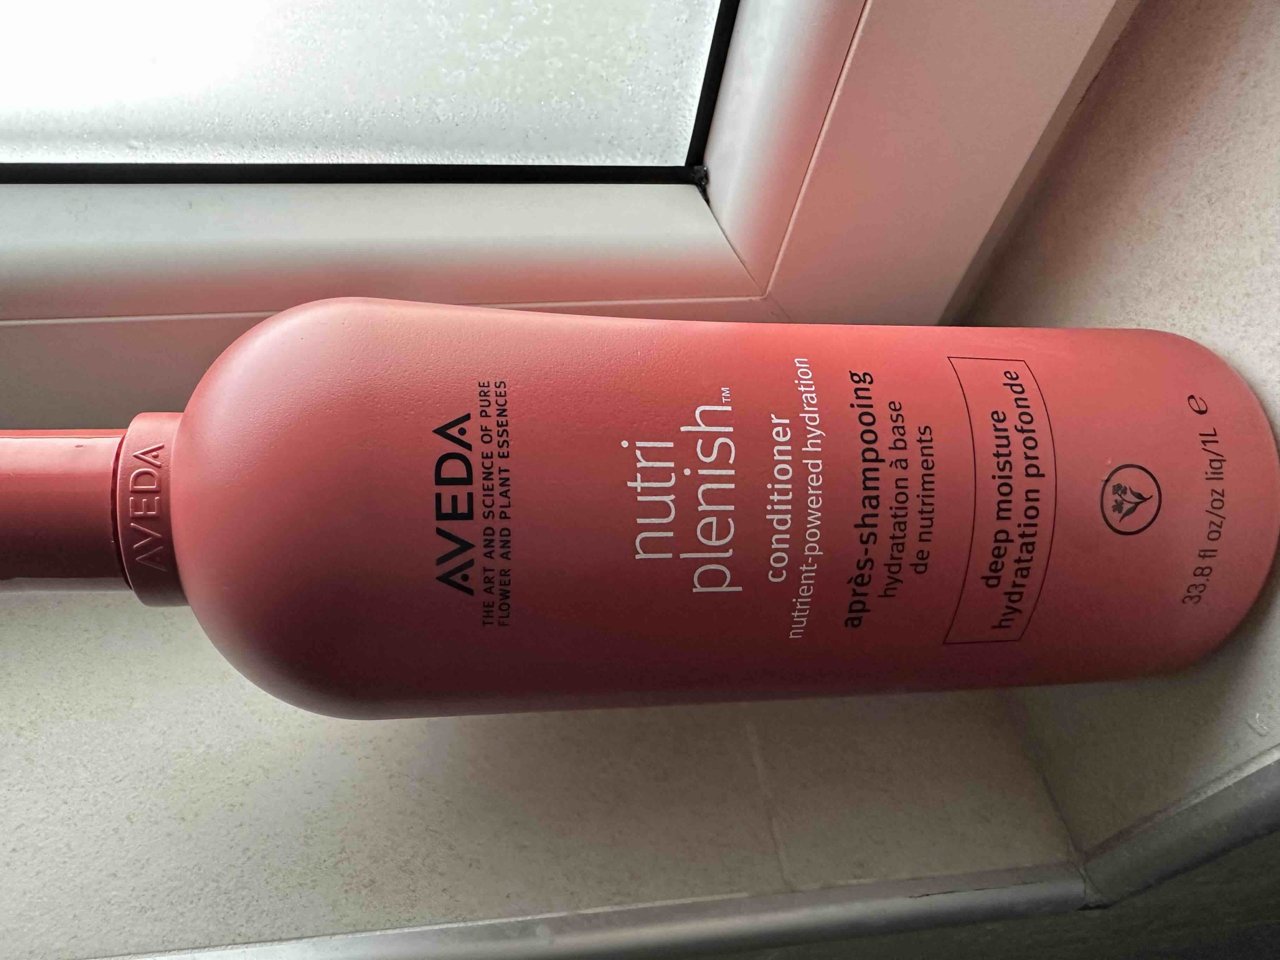 AVEDA
AVEDA
THE ART AND SCIENCE OF PURE
FLOWER AND PLANT ESSENCES
nutri
plenish™
conditioner
nutrient-powered hydration
après-shampooing
hydratation à base
de nutriments
deep moisture
hydratation profonde
33.8 fl oz/oz liq/1L e